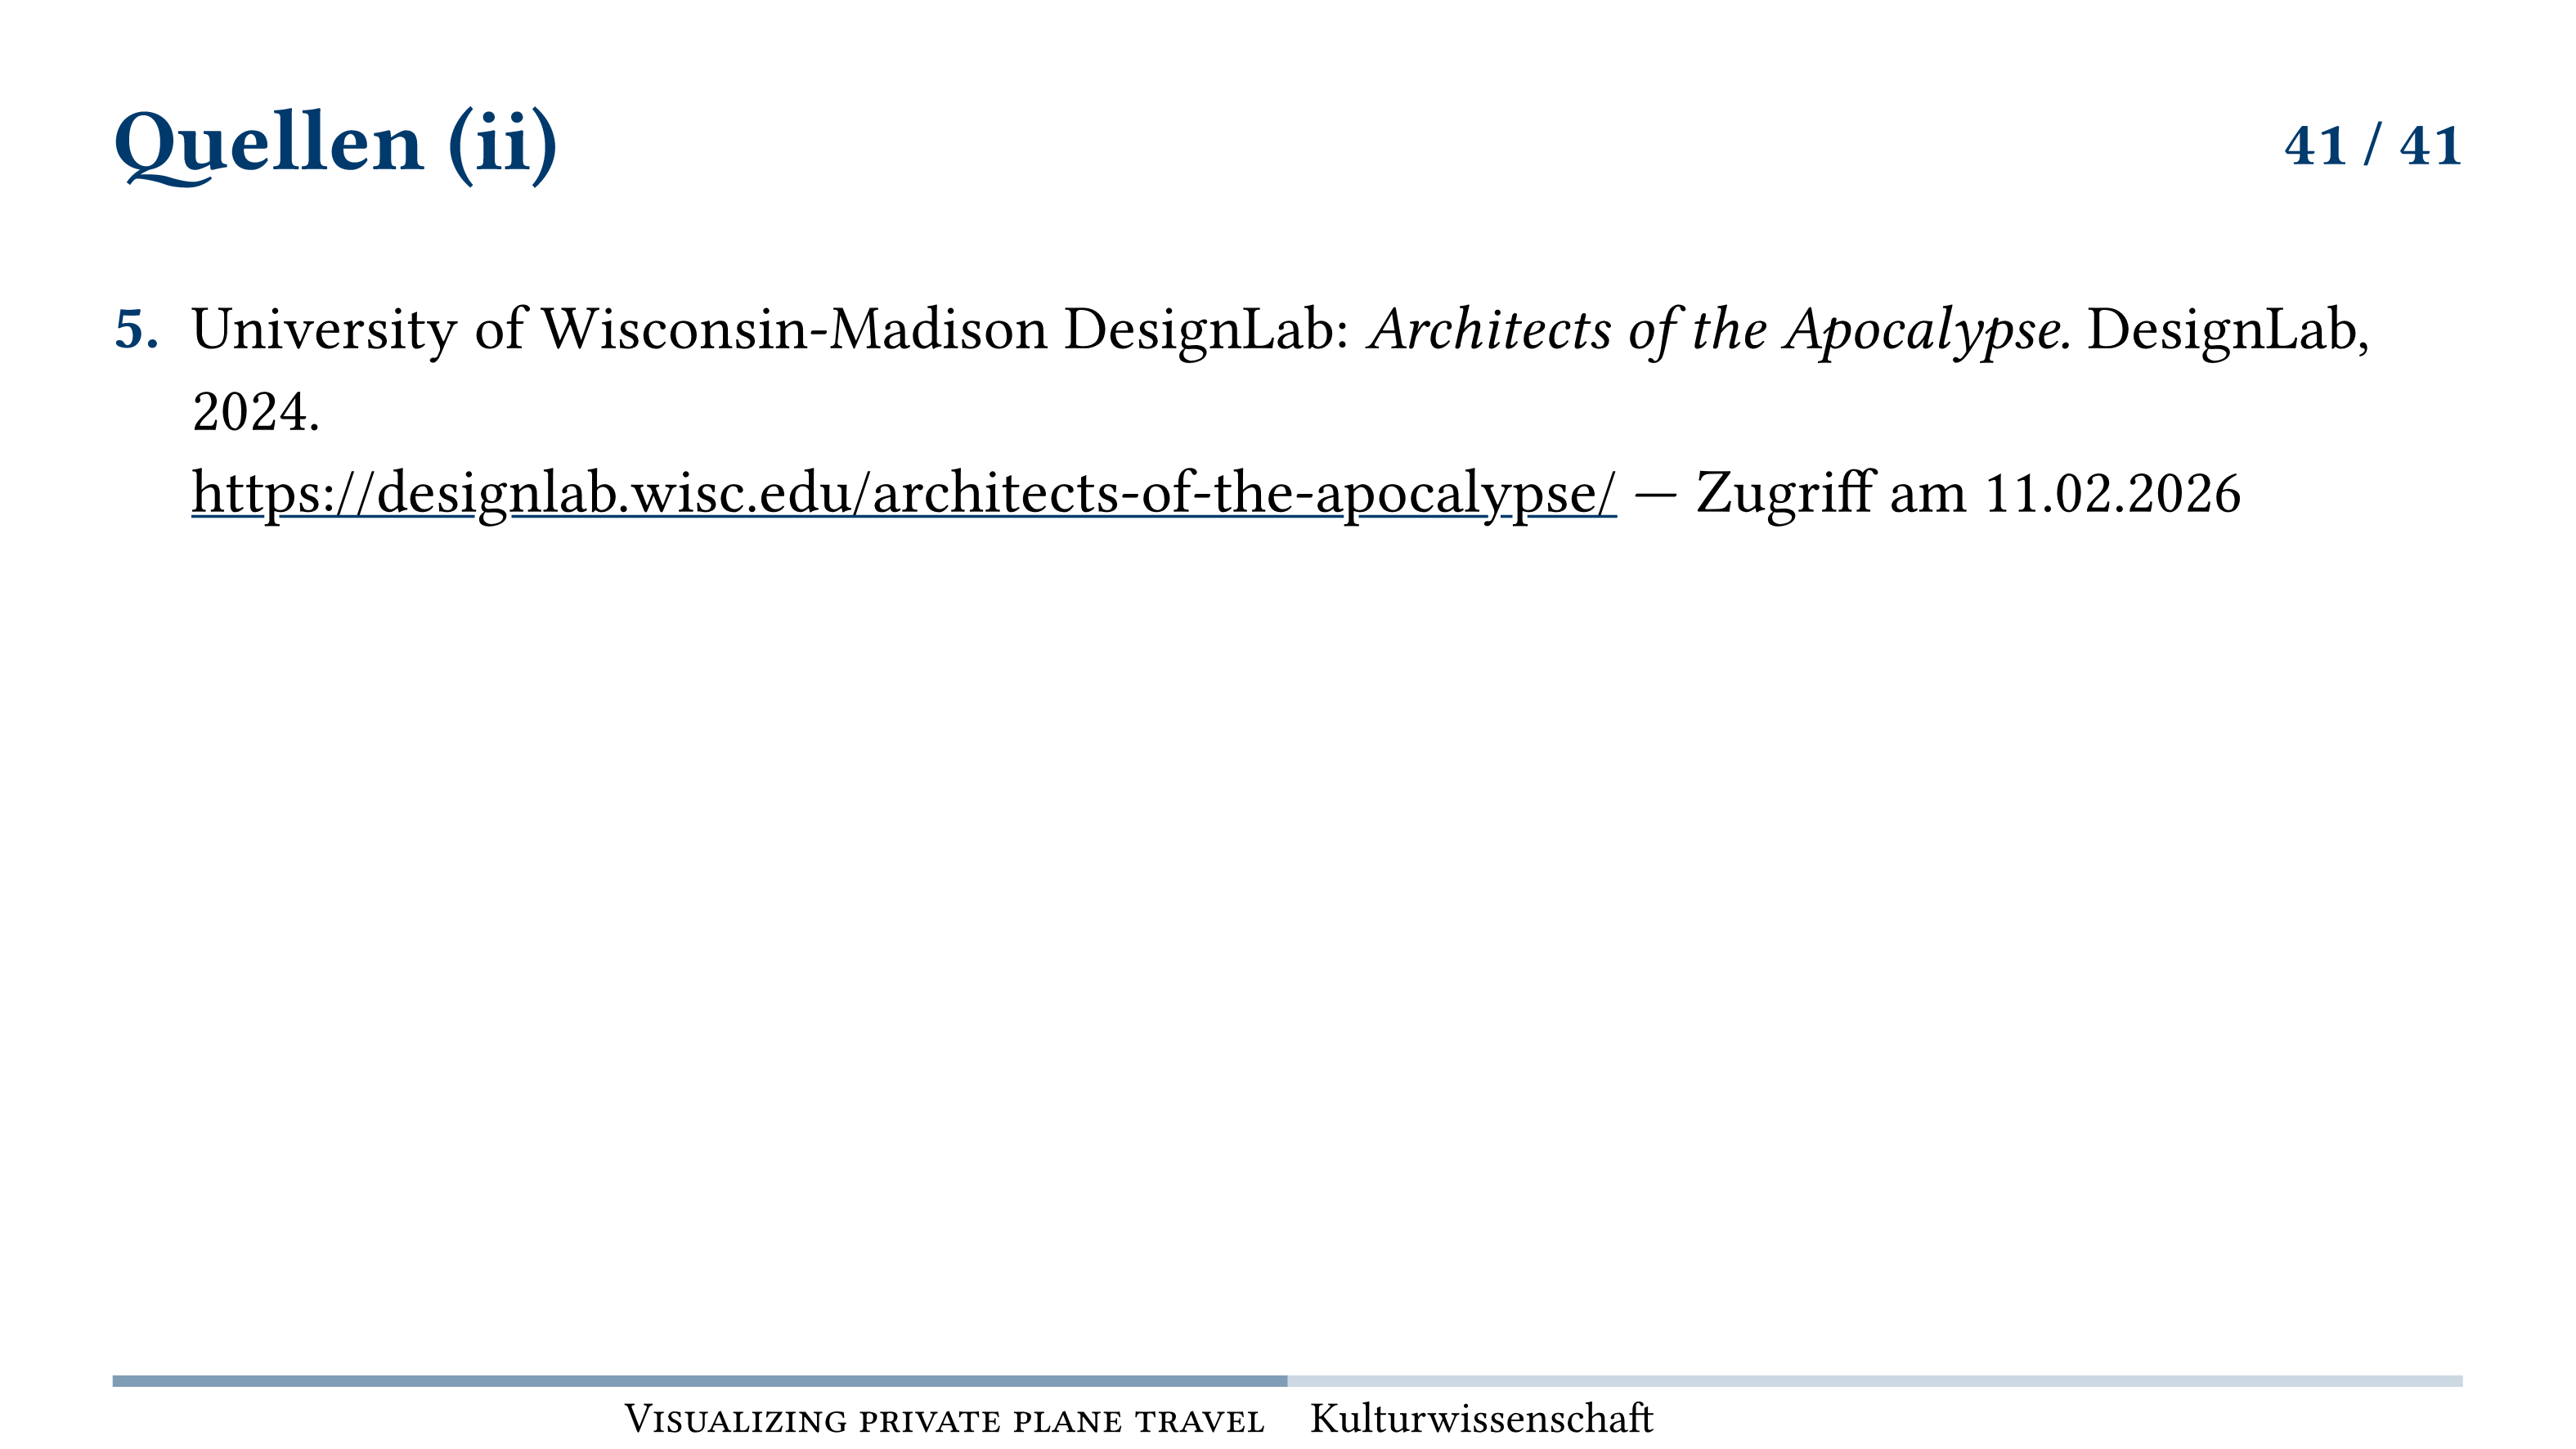 Quellen (ii)
41 / 41
5. University of Wisconsin-Madison DesignLab: Architects of the Apocalypse. DesignLab,
2024.
https://designlab.wisc.edu/architects-of-the-apocalypse/ — Zugriff am 11.02.2026
Visualizing private plane travel Kulturwissenschaft